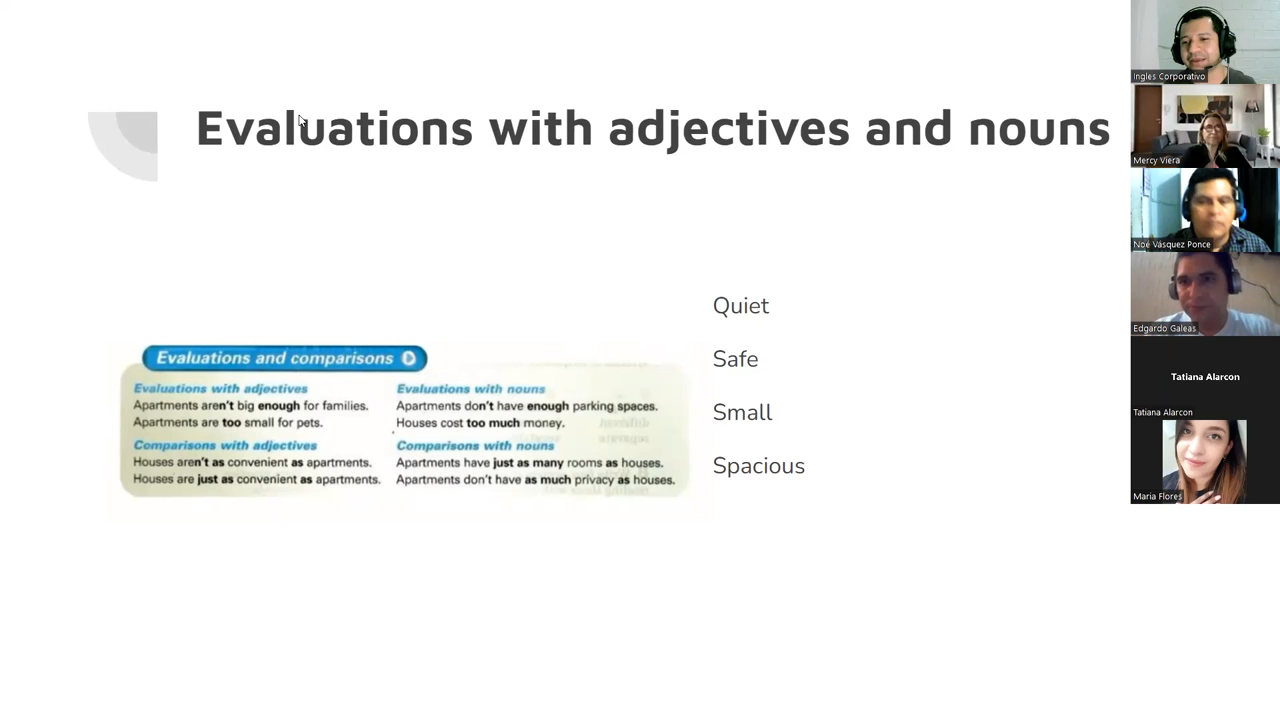 Evaluations with adjectives and nouns
Evaluations and comparisons
Evaluations with adjectives
Apartments aren't big enough for families.
Apartments are too small for pets.
Comparisons with adjectives
Houses aren't as convenient as apartments.
Houses are just as convenient as apartments.
Evaluations with nouns
Apartments don't have enough parking spaces.
Houses cost too much money.
Comparisons with nouns
Apartments have just as many rooms as houses.
Apartments don't have as much privacy as houses.
Quiet
Safe
Small
Spacious
Ingles Corporativo
Mercy Viera
Noé Vásquez Ponce
Edgardo Galeas
Tatiana Alarcon
Tatiana Alarcon
Maria Flores